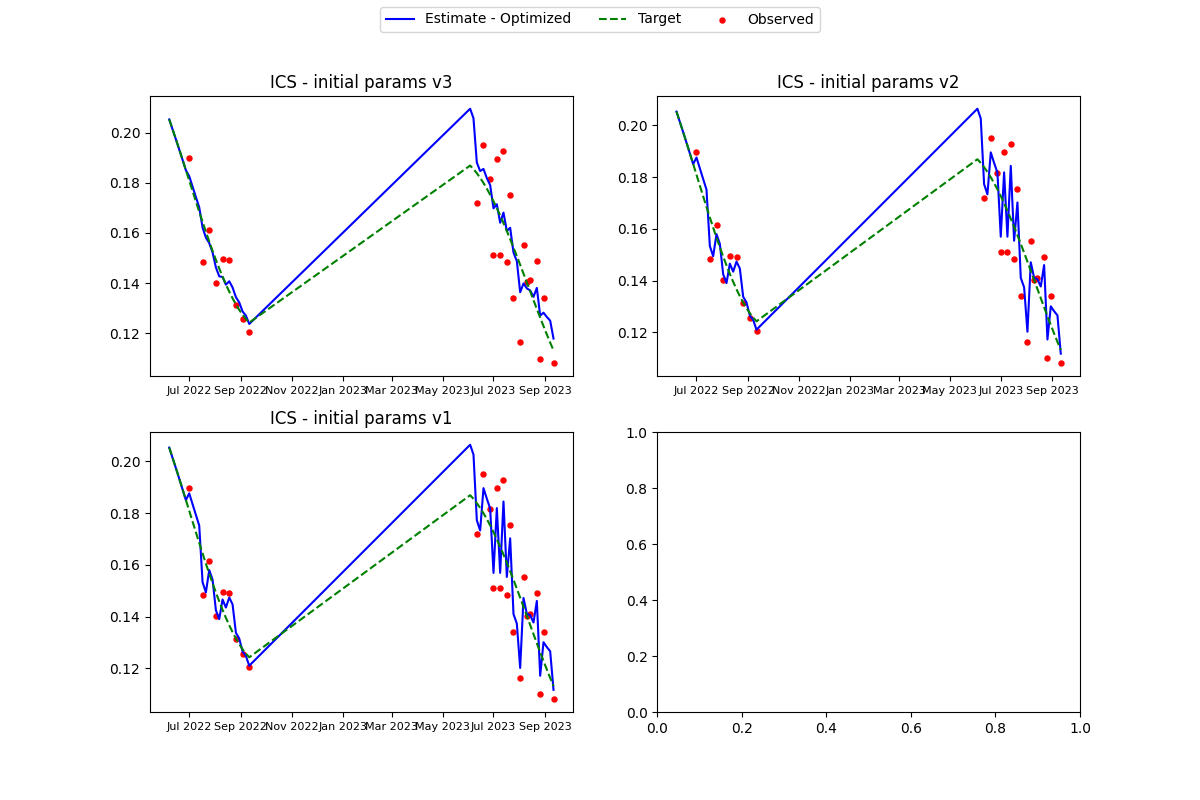 Estimate - Optimized Target Observed
ICS - initial params v3
ICS - initial params v2
0.20
0.18
0.16
0.14
0.12
0.20
0.18
0.16
0.14
0.12
Jul 2022 Sep 2022 Nov 2022 Jan 2023 Mar 2023 May 2023 Jul 2023 Sep 2023
Jul 2022 Sep 2022 Nov 2022 Jan 2023 Mar 2023 May 2023 Jul 2023 Sep 2023
ICS - initial params v1
0.20
0.18
0.16
0.14
0.12
Jul 2022 Sep 2022 Nov 2022 Jan 2023 Mar 2023 May 2023 Jul 2023 Sep 2023
1.0
0.8
0.6
0.4
0.2
0.0
0.0 0.2 0.4 0.6 0.8 1.0